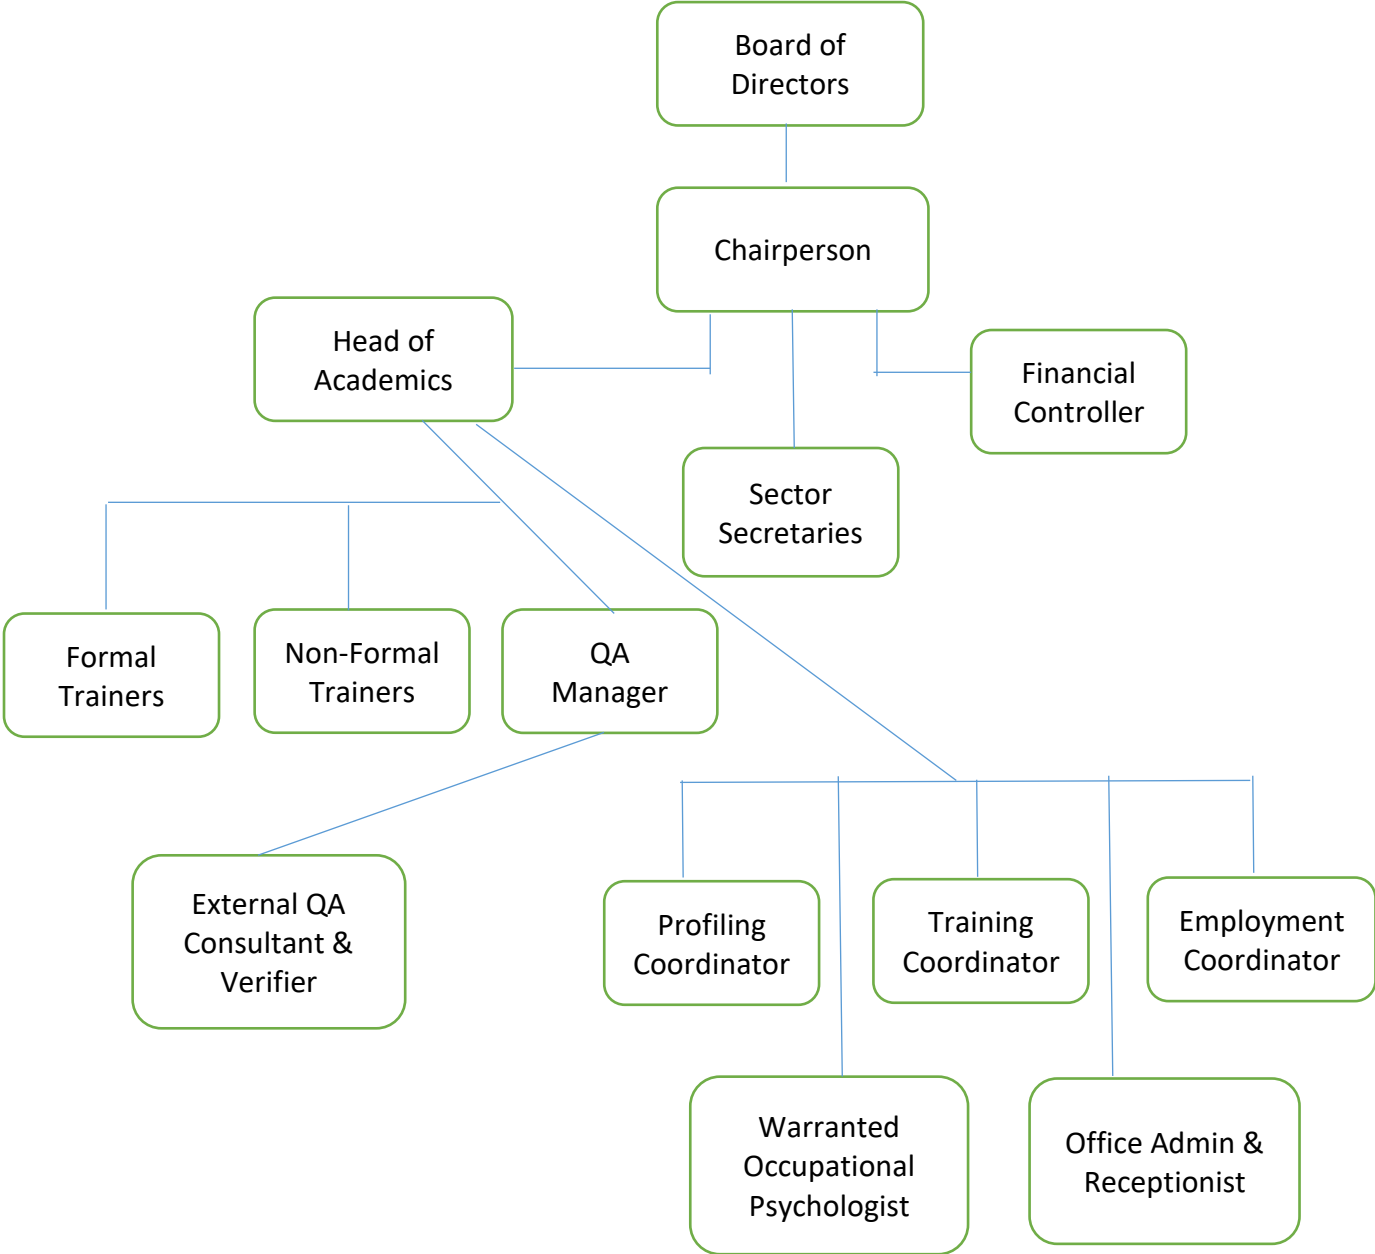 Board of
Directors
Chairperson
Head of
Academics
Financial
Controller
Sector
Secretaries
Formal
Trainers
Non-Formal
Trainers
QA
Manager
External QA
Consultant &
Verifier
Profiling
Coordinator
Training
Coordinator
Employment
Coordinator
Warranted
Occupational
Psychologist
Office Admin &
Receptionist